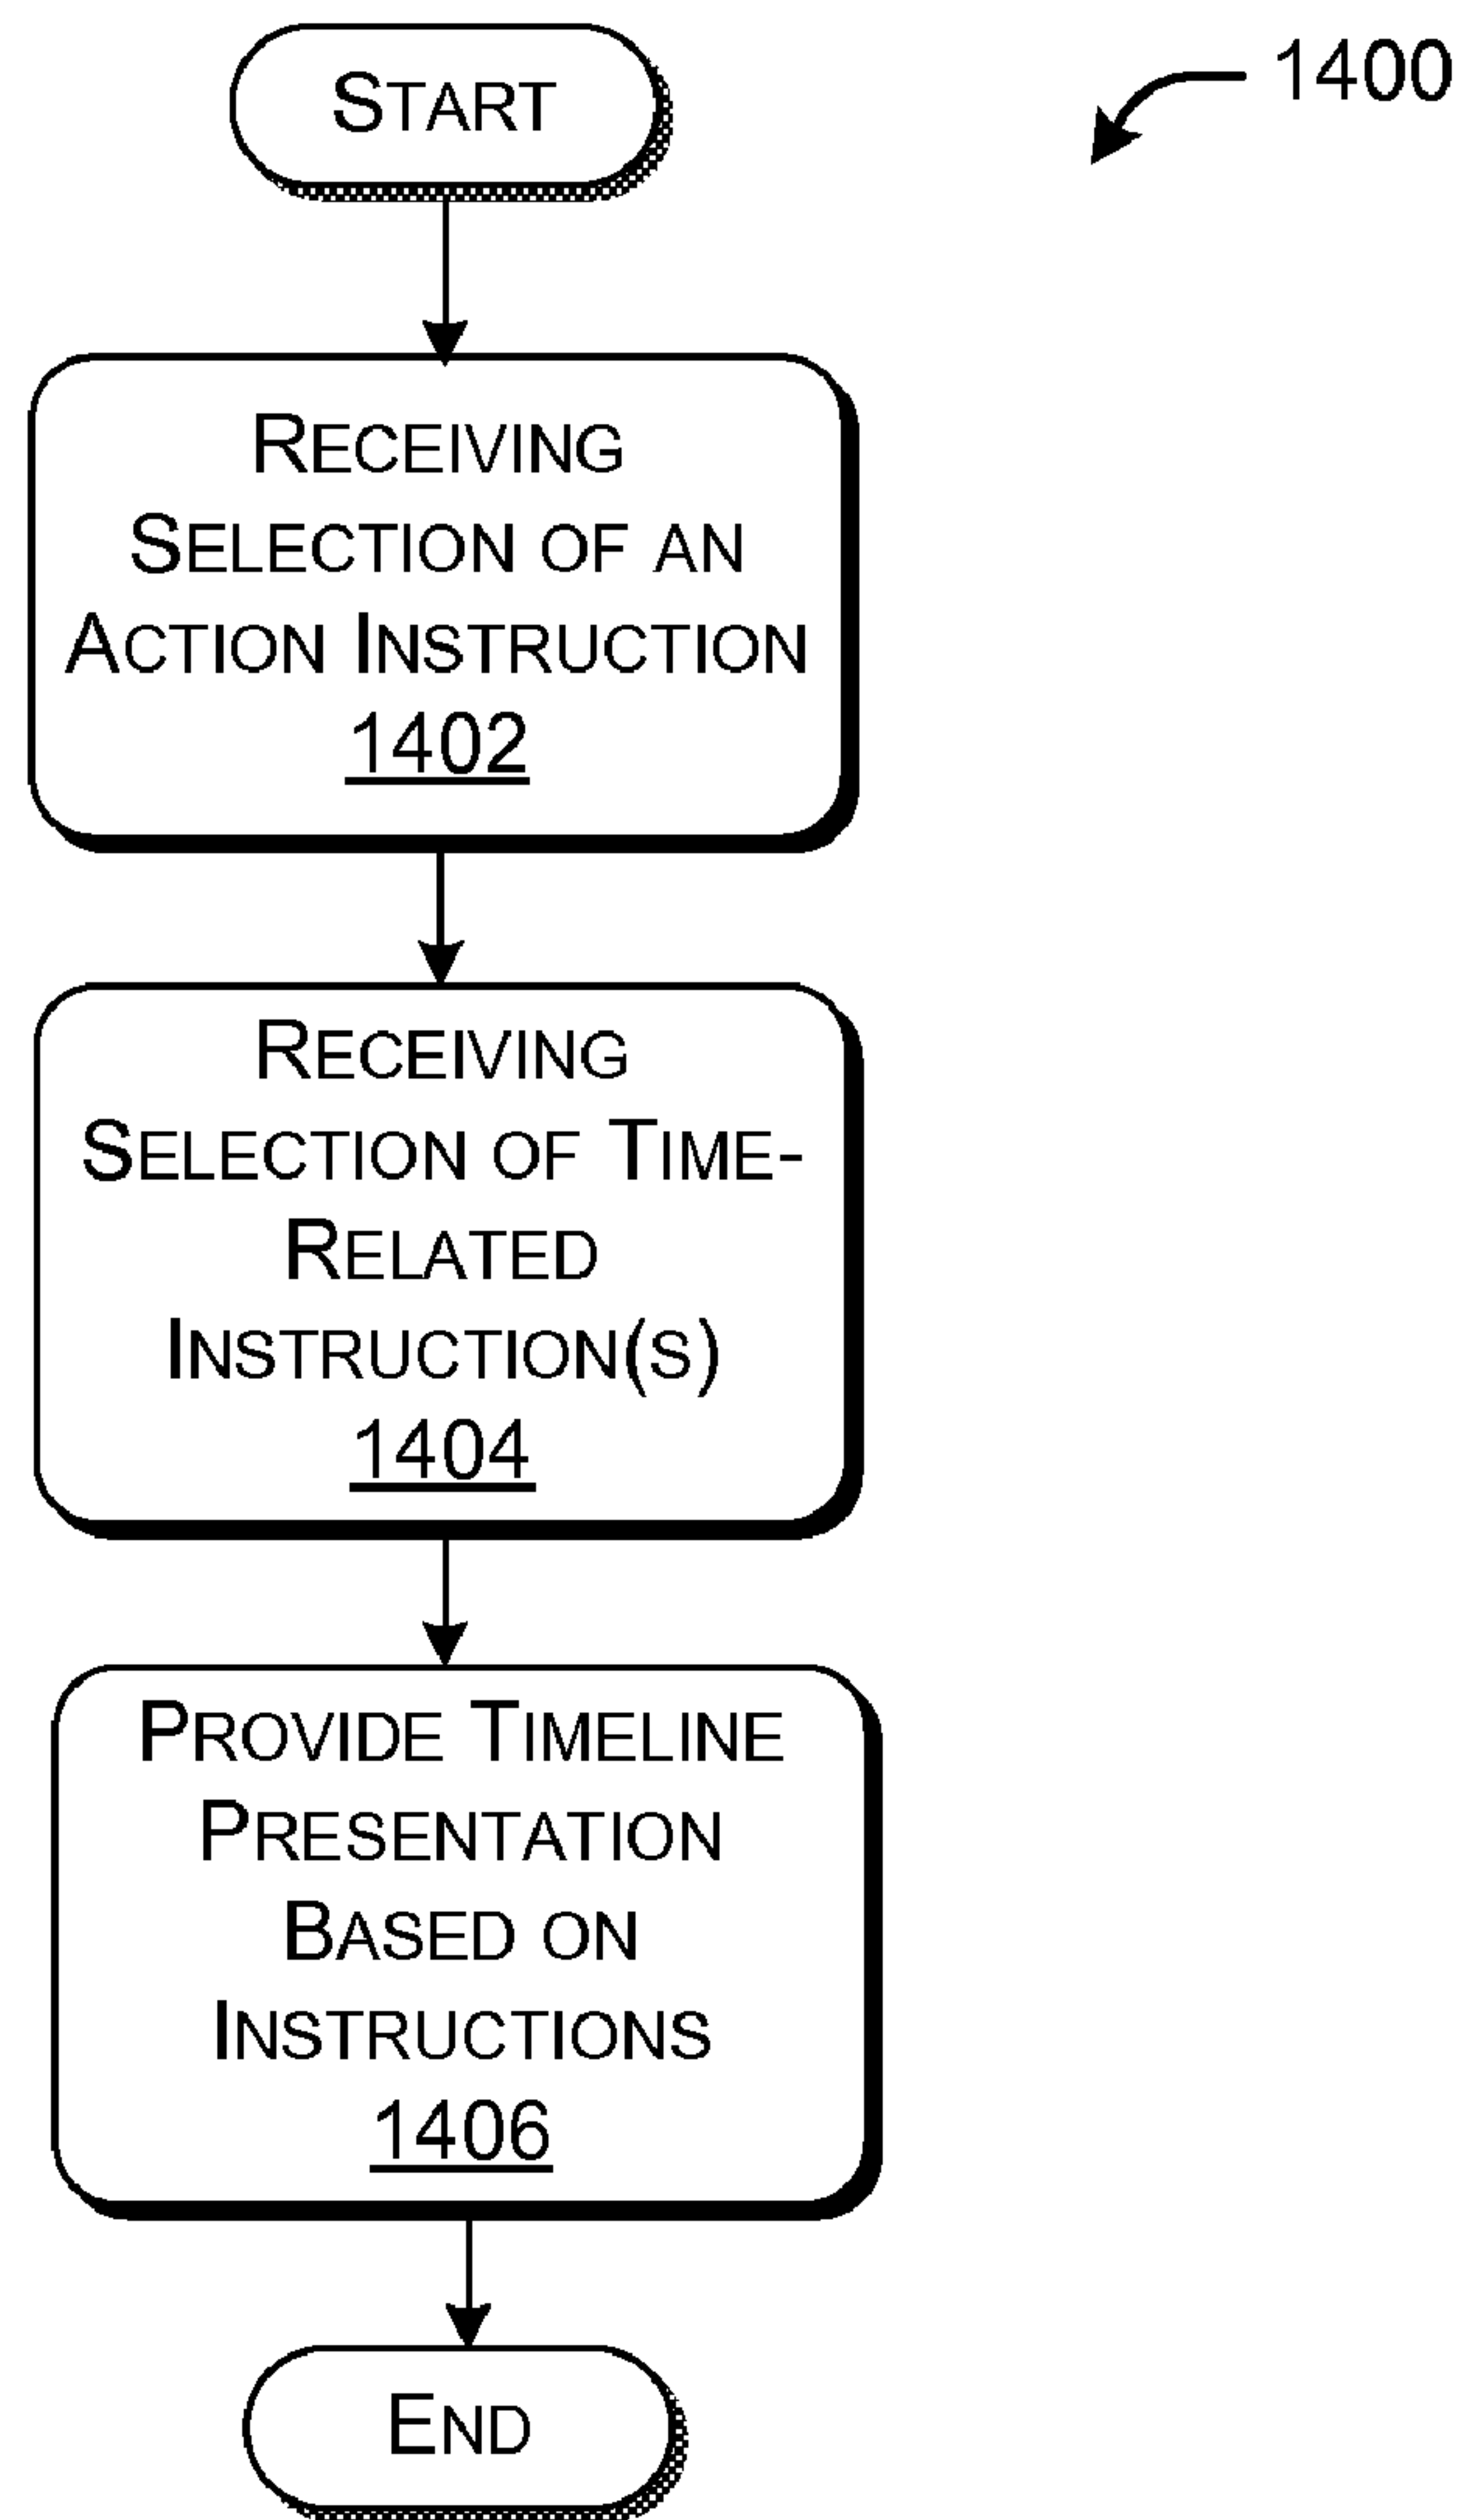 START
1400
RECEIVING
SELECTION OF AN
ACTION INSTRUCTION
1402
RECEIVING
SELECTION OF TIME-
RELATED
INSTRUCTION(S)
1404
PROVIDE TIMELINE
PRESENTATION
BASED ON
INSTRUCTIONS
1406
END